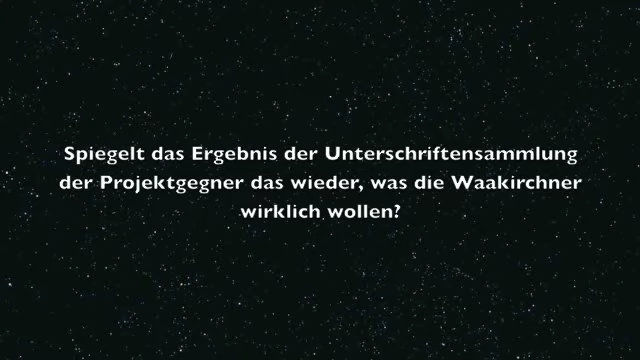 Spiegelt das Ergebnis der Unterschriftensammlung
der Projektgegner das wieder, was die Waakirchner
wirklich wollen?